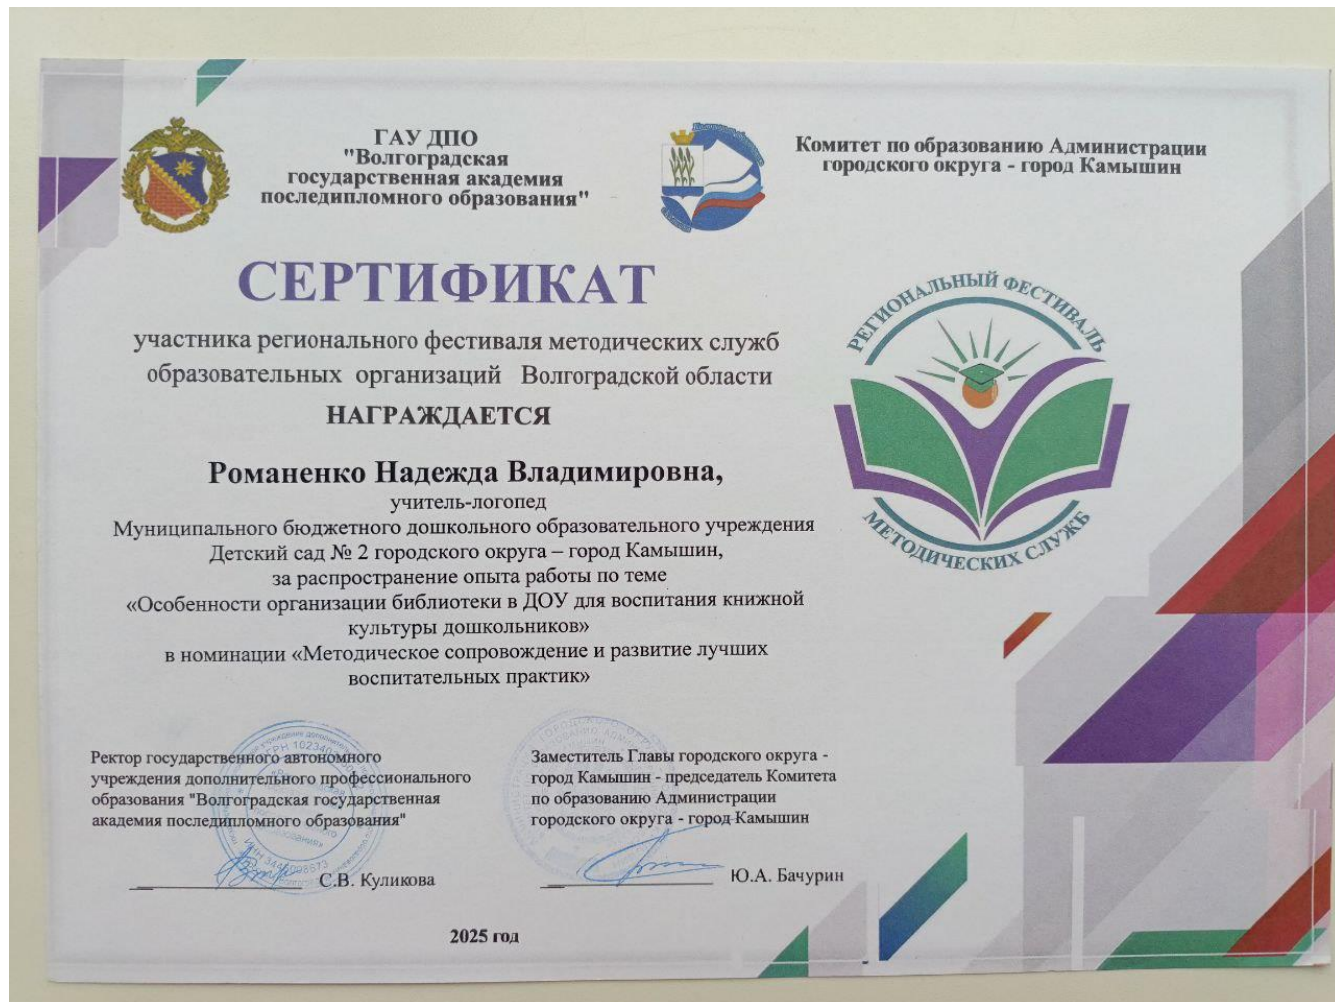 ГАУ ДПО
"Волгоградская
государственная академия
последипломного образования"
Комитет по образованию Администрации
городского округа - город Камышин
СЕРТИФИКАТ
участника регионального фестиваля методических служб
образовательных организаций Волгоградской области
НАГРАЖДАЕТСЯ
РЕГИОНАЛЬНЫЙ ФЕСТИВАЛЬ
МЕТОДИЧЕСКИХ СЛУЖБ
Романенко Надежда Владимировна,
учитель-логопед
Муниципального бюджетного дошкольного образовательного учреждения
Детский сад № 2 городского округа – город Камышин,
за распространение опыта работы по теме
«Особенности организации библиотеки в ДОУ для воспитания книжной
культуры дошкольников»
в номинации «Методическое сопровождение и развитие лучших
воспитательных практик»
Ректор государственного автономного
учреждения дополнительного профессионального
образования "Волгоградская государственная
академия последипломного образования"
С.В. Куликова
Заместитель Главы городского округа -
город Камышин - председатель Комитета
по образованию Администрации
городского округа - город Камышин
Ю.А. Бачурин
2025 год